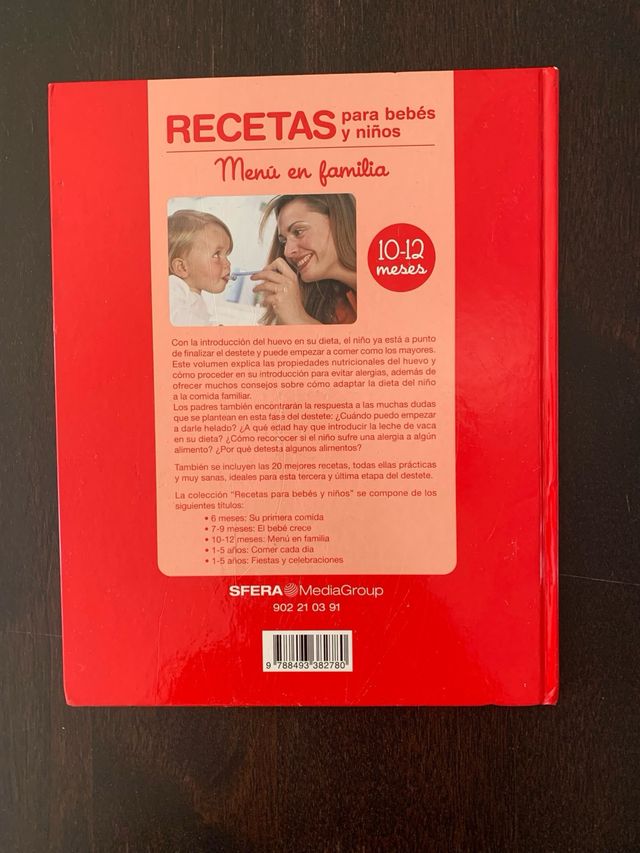 RECETAS para bebés
y niños
Menú en familia
10-12
meses
Con la introducción del huevo en su dieta, el niño ya está a punto
de finalizar el destete y puede empezar a comer como los mayores.
Este volumen explica las propiedades nutricionales del huevo y
cómo proceder en su introducción para evitar alergias, además de
ofrecer muchos consejos sobre cómo adaptar la dieta del niño
a la comida familiar.
Los padres también encontrarán la respuesta a las muchas dudas
que se plantean en esta fase del destete: ¿Cuándo puedo empezar
a darle helado? ¿A qué edad hay que introducir la leche de vaca
en su dieta? ¿Cómo reconocer si el niño sufre una alergia a algún
alimento? ¿Por qué detesta algunos alimentos?
También se incluyen las 20 mejores recetas, todas ellas prácticas
y muy sanas, ideales para esta tercera y última etapa del destete.
La colección "Recetas para bebés y niños" se compone de los
siguientes títulos:
• 6 meses: Su primera comida
• 7-9 meses: El bebé crece
• 10-12 meses: Menú en familia
• 1-5 años: Comer cada día
• 1-5 años: Fiestas y celebraciones
SFERA MediaGroup
902 21 03 91
9 788493 382780